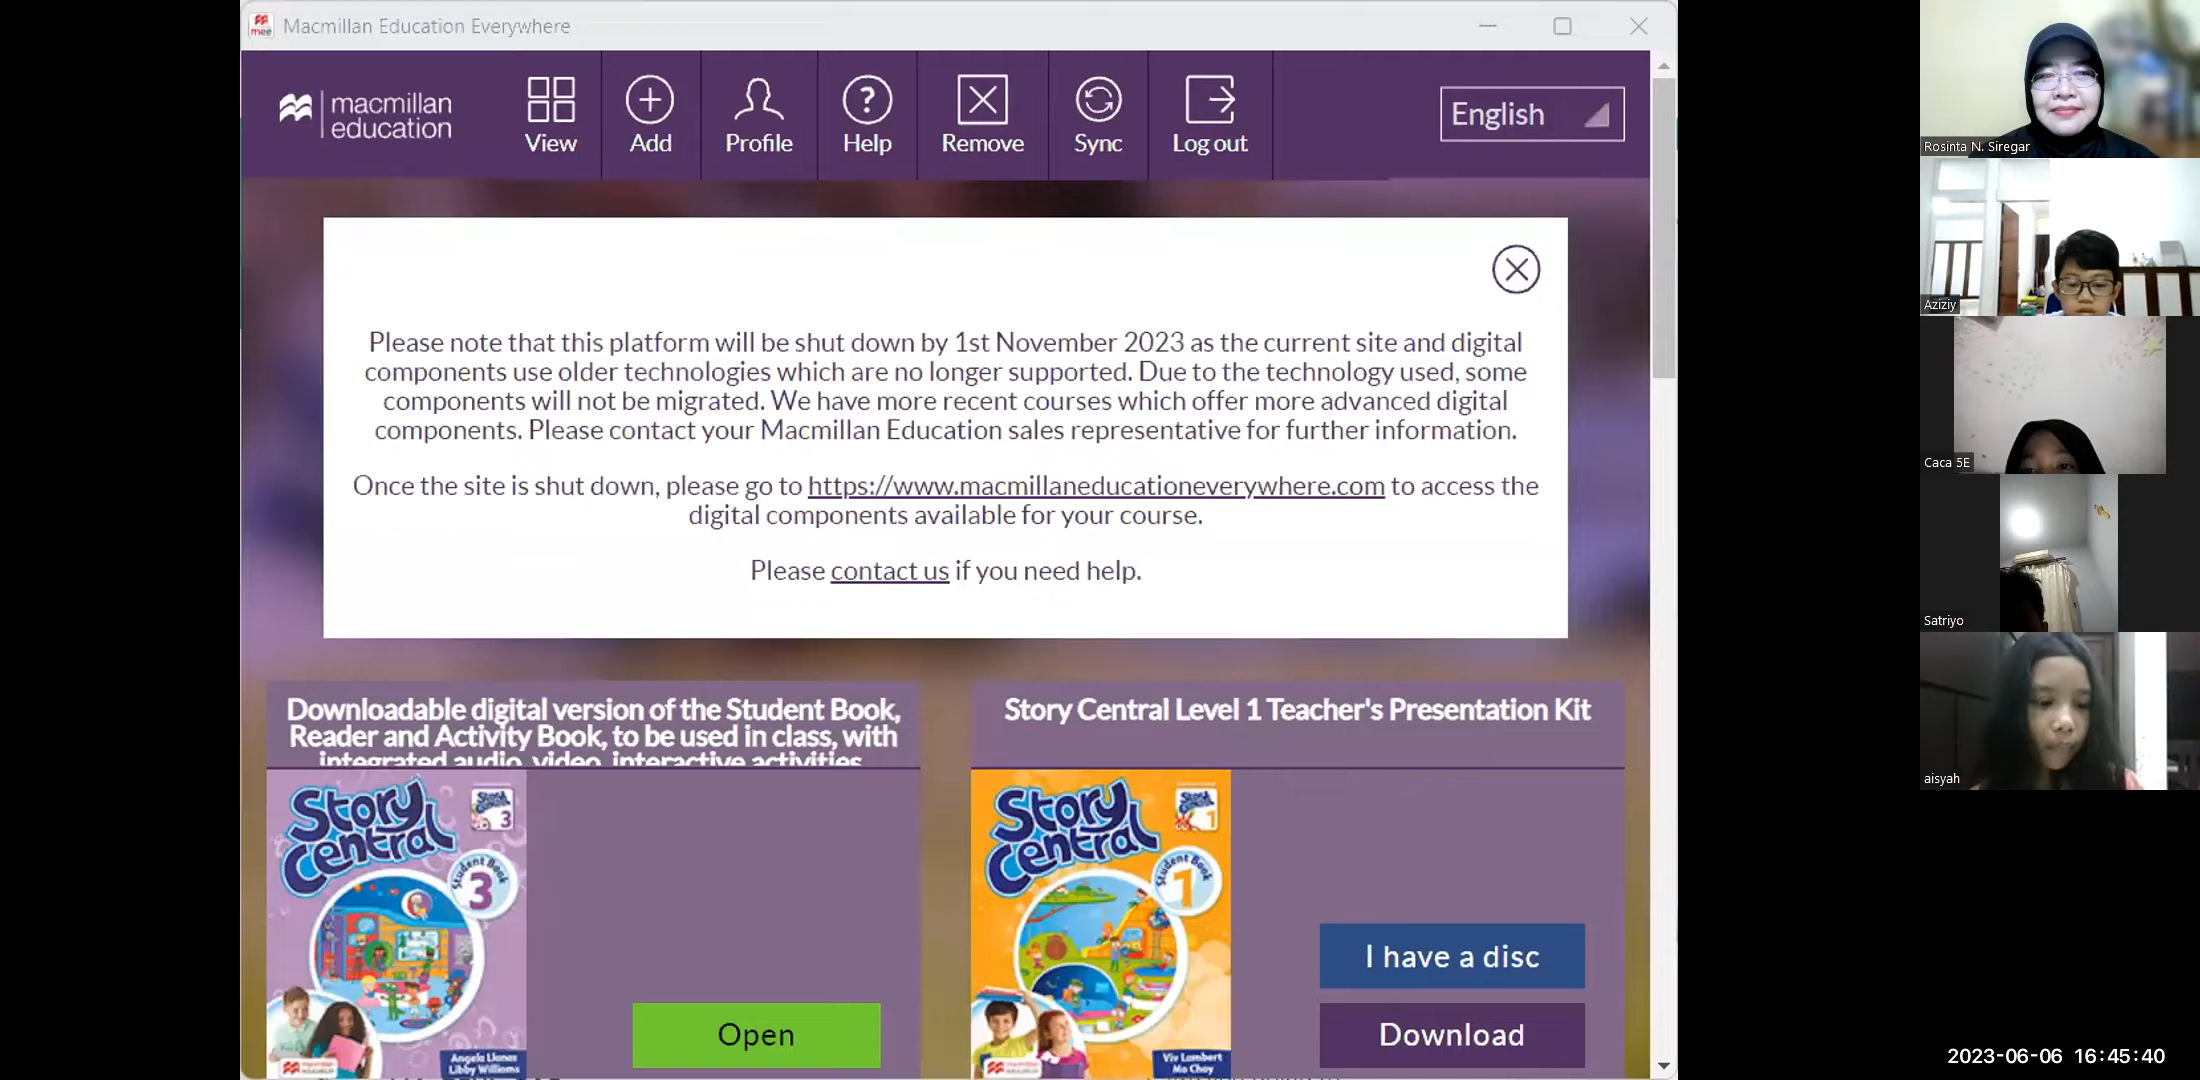 Macmillan Education Everywhere
macmillan
education
View
Add
Profile
Help
Remove
Sync
Log out
English
Please note that this platform will be shut down by 1st November 2023 as the current site and digital
components use older technologies which are no longer supported. Due to the technology used, some
components will not be migrated. We have more recent courses which offer more advanced digital
components. Please contact your Macmillan Education sales representative for further information.
Once the site is shut down, please go to https://www.macmillaneducationeverywhere.com to access the
digital components available for your course.
Please contact us if you need help.
Downloadable digital version of the Student Book,
Reader and Activity Book, to be used in class, with
integrated audio, video, interactive activities
Story Central
3
Student Book
3
Angela Llanas
Libby Williams
Open
Story Central Level 1 Teacher's Presentation Kit
Story Central
1
Student Book
1
Viv Lambert
Mo Choy
I have a disc
Download
Rosinta N. Siregar
Aziziy
Caca 5E
Satriyo
aisyah
2023-06-06 16:45:40